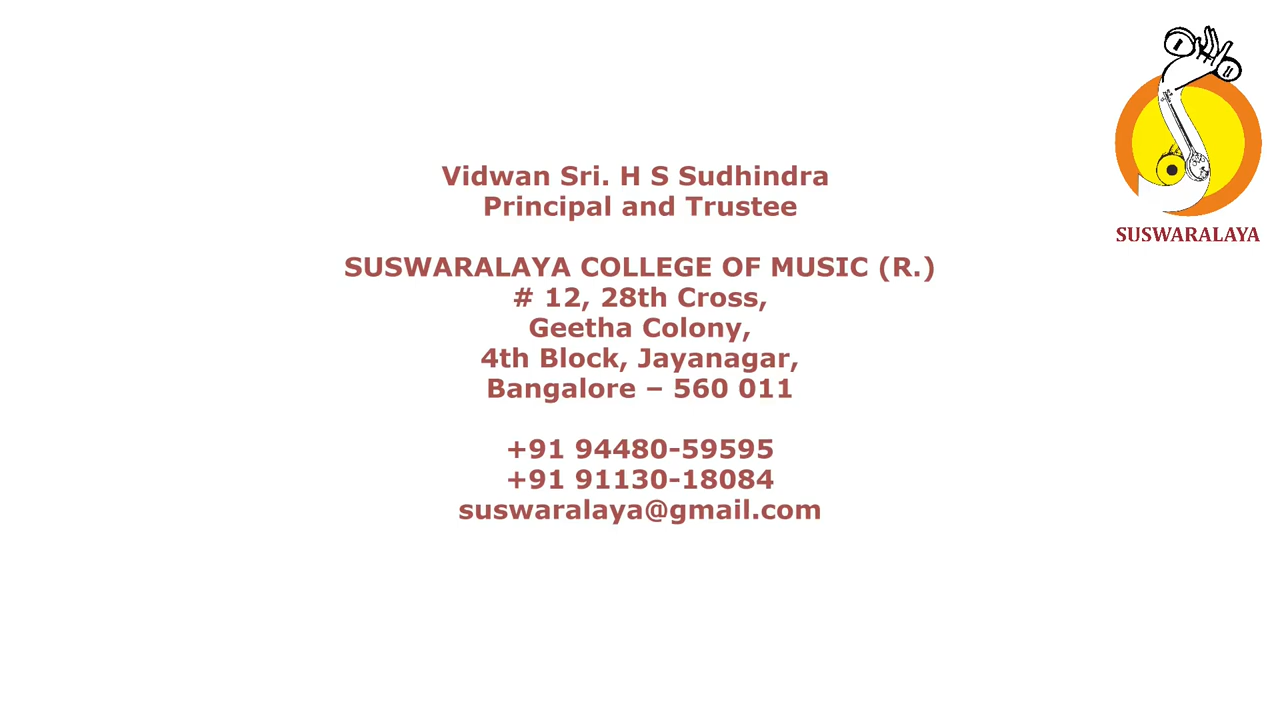 Vidwan Sri. H S Sudhindra
Principal and Trustee
SUSWARALAYA COLLEGE OF MUSIC (R.)
# 12, 28th Cross,
Geetha Colony,
4th Block, Jayanagar,
Bangalore – 560 011
+91 94480-59595
+91 91130-18084
suswaralaya@gmail.com
SUSWARALAYA